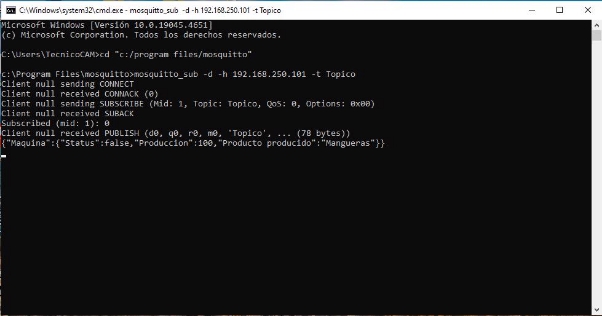 C:\Windows\system32\cmd.exe - mosquitto_sub -d -h 192.168.250.101 -t Topico
Microsoft Windows [Versión 10.0.19045.4651]
(c) Microsoft Corporation. Todos los derechos reservados.
C:\Users\TecnicoCAM>cd "c:/program files/mosquitto"
c:\Program Files\mosquitto>mosquitto_sub -d -h 192.168.250.101 -t Topico
Client null sending CONNECT
Client null received CONNACK (0)
Client null sending SUBSCRIBE (Mid: 1, Topic: Topico, QoS: 0, Options: 0x00)
Client null received SUBACK
Subscribed (mid: 1): 0
Client null received PUBLISH (d0, q0, r0, m0, 'Topico', ... (78 bytes))
{"Maquina":{"Status":false,"Produccion":100,"Producto producido":"Mangueras"}}